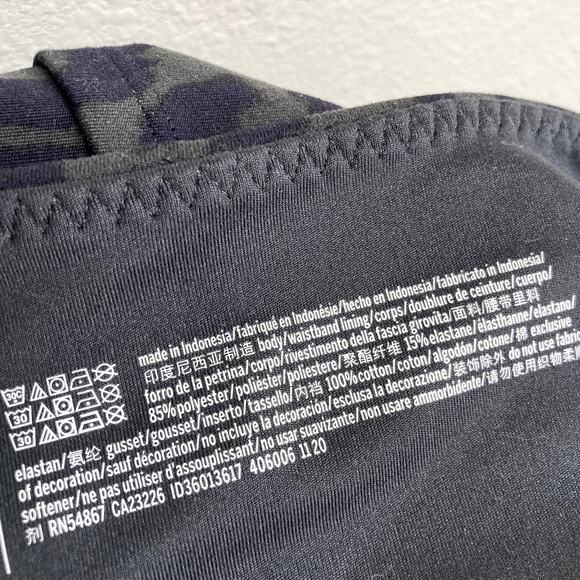 made in Indonesia/fabriqué en Indonésie/hecho en Indonesia/fabbricato in Indonesia/
印度尼西亚制造 body/waistband lining/corps/doublure de ceinture/cuerpo/
forro de la petrina/corpo/rivestimento della fascia girovita/面料/腰带里料
85% polyester/poliéster/poliestere/聚酯纤维 15% elastane/élasthanne/elastano/
elastan/氨纶 gusset/gousset/inserto/tassello/内裆 100% cotton/coton/algodón/cotone/棉 exclusive
of decoration/sauf décoration/no incluye la decoración/esclusa la decorazione/装饰除外 do not use fabric
softener/ne pas utiliser d'assouplissant/no usar suavizante/non usare ammorbidente/请勿使用织物柔
剂 RN54867 CA23226 ID36013617 406006 11 20
30C
30
30